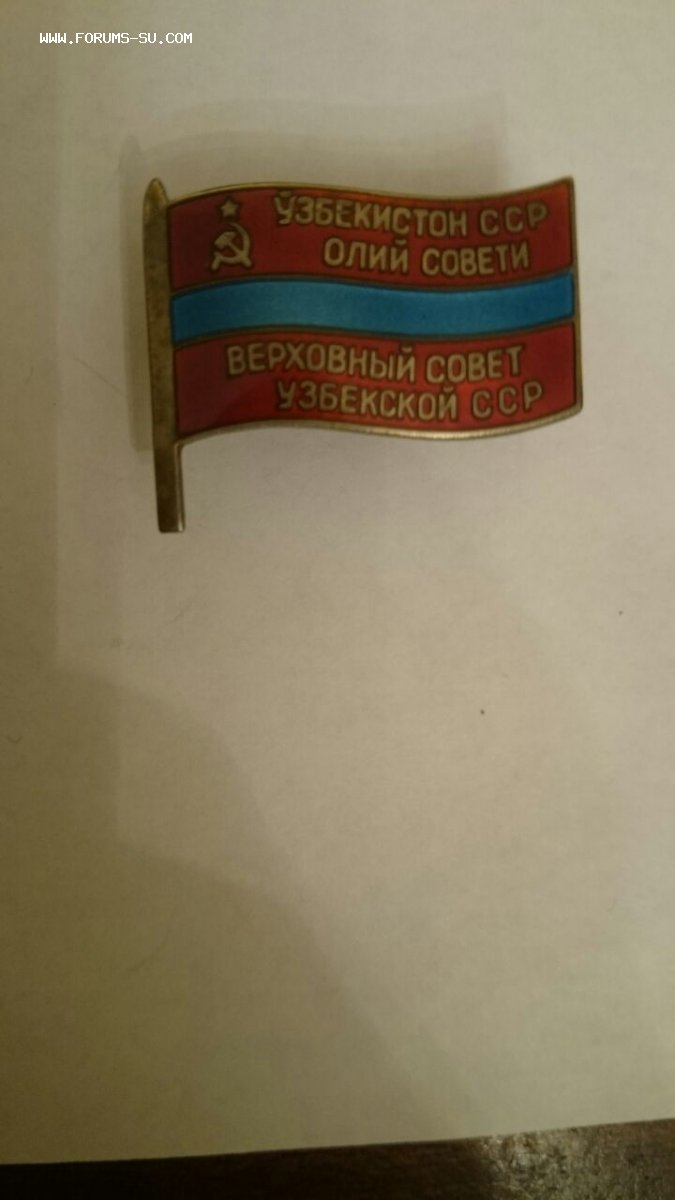 WWW.FORUMS-SU.COM
ЎЗБЕКИСТОН ССР
ОЛИЙ СОВЕТИ
ВЕРХОВНЫЙ СОВЕТ
УЗБЕКСКОЙ ССР